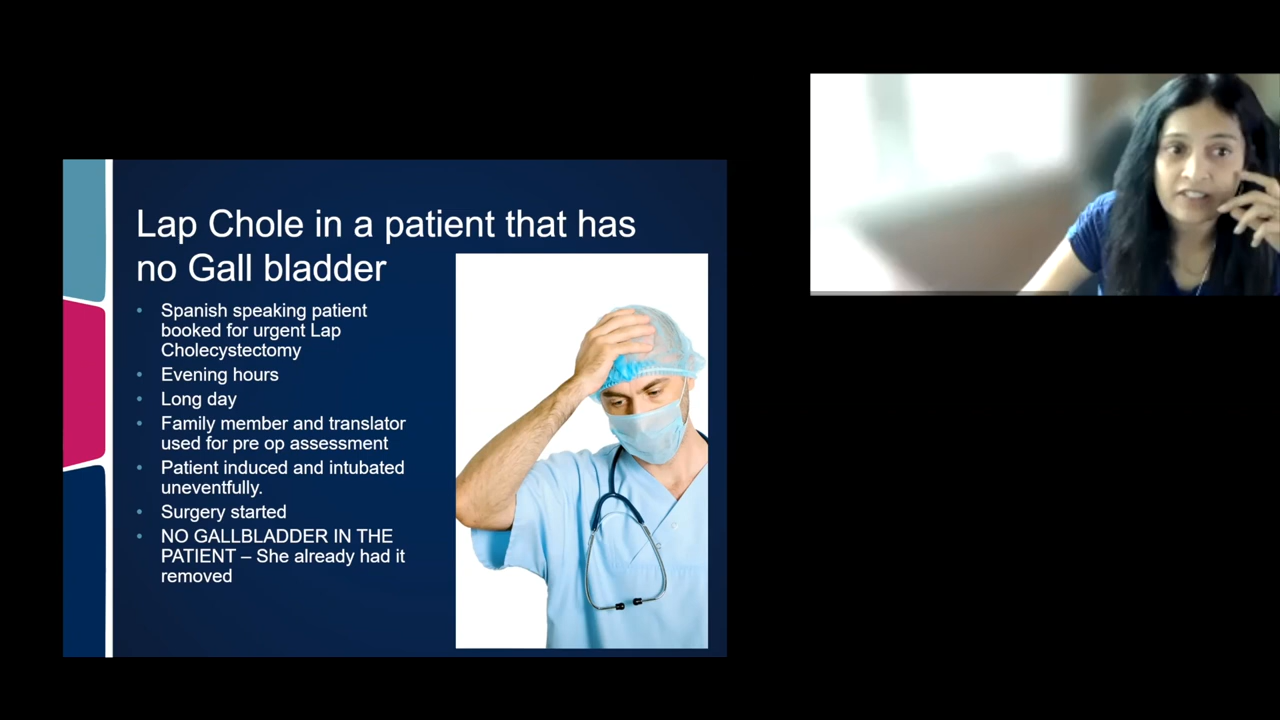 Lap Chole in a patient that has
no Gall bladder
• Spanish speaking patient
booked for urgent Lap
Cholecystectomy
• Evening hours
• Long day
• Family member and translator
used for pre op assessment
• Patient induced and intubated
uneventfully.
• Surgery started
• NO GALLBLADDER IN THE
PATIENT – She already had it
removed